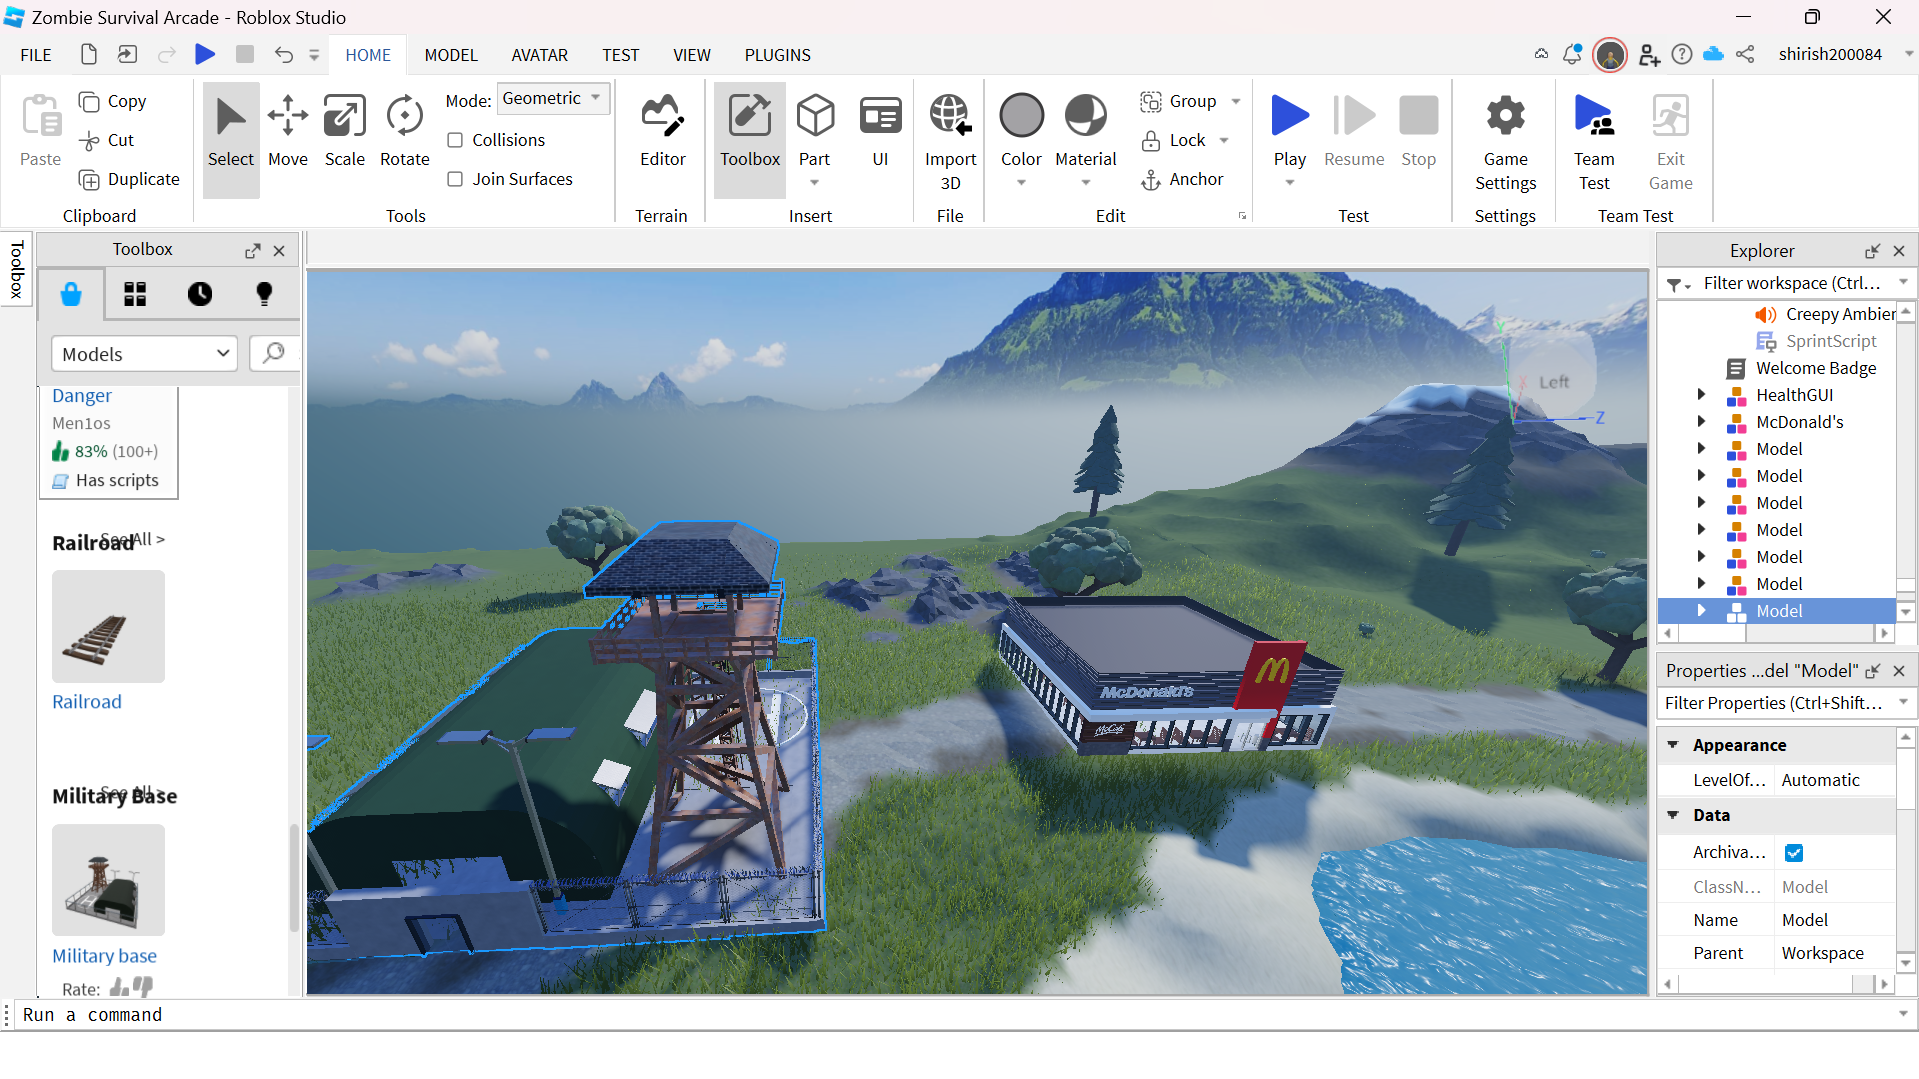 Zombie Survival Arcade - Roblox Studio
FILE
HOME
MODEL
AVATAR
TEST
VIEW
PLUGINS
shirish200084
Paste
Copy
Cut
Duplicate
Clipboard
Select
Move
Scale
Rotate
Mode: Geometric
Collisions
Join Surfaces
Tools
Editor
Terrain
Toolbox
Part
UI
Insert
Import
3D
File
Color
Material
Group
Lock
Anchor
Edit
Play
Resume
Stop
Test
Game
Settings
Settings
Team
Test
Exit
Game
Team Test
Toolbox
Toolbox
Models
Danger
Men1os
83% (100+)
Has scripts
Railroad
See All >
Railroad
Military Base
See All >
Military base
Rate:
Left
Y
X
Z
McDonald's
McCafé
Explorer
Filter workspace (Ctrl...
Creepy Ambier
SprintScript
Welcome Badge
HealthGUI
McDonald's
Model
Model
Model
Model
Model
Model
Model
Properties ...del "Model"
Filter Properties (Ctrl+Shift...
Appearance
LevelOf... Automatic
Data
Archiva...
ClassN... Model
Name Model
Parent Workspace
Run a command